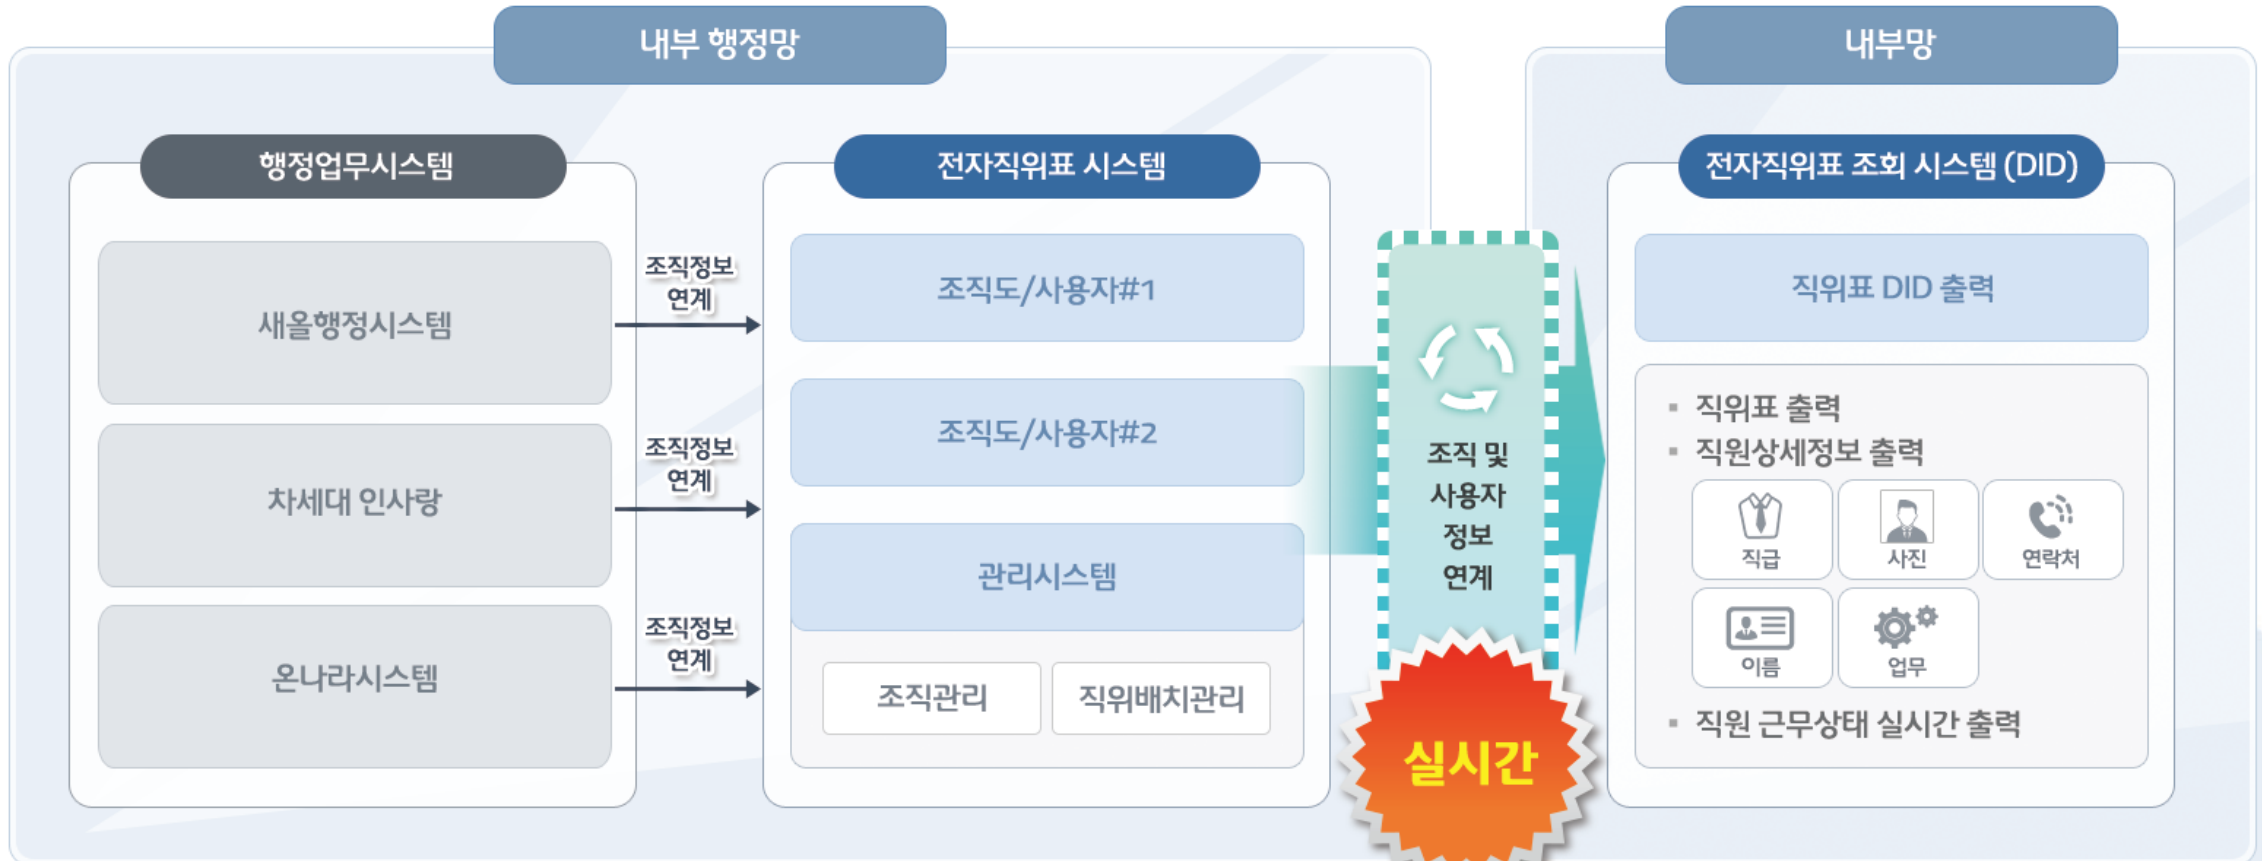 내부 행정망
내부망
행정업무시스템
새올행정시스템
차세대 인사랑
온나라시스템
조직정보
연계
조직정보
연계
조직정보
연계
전자직위표 시스템
조직도/사용자#1
조직도/사용자#2
관리시스템
조직관리
직위배치관리
조직 및
사용자
정보
연계
실시간
전자직위표 조회 시스템 (DID)
직위표 DID 출력
▪ 직위표 출력
▪ 직원상세정보 출력
직급
사진
연락처
이름
업무
▪ 직원 근무상태 실시간 출력